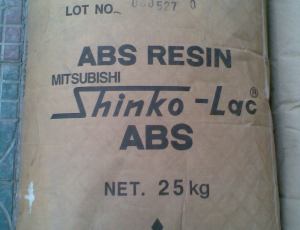 LOT NO.
ABS RESIN
MITSUBISHI
Shinko-Lac®
ABS
NET. 25kg